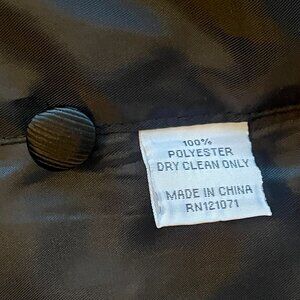 100%
POLYESTER
DRY CLEAN ONLY
MADE IN CHINA
RN121071